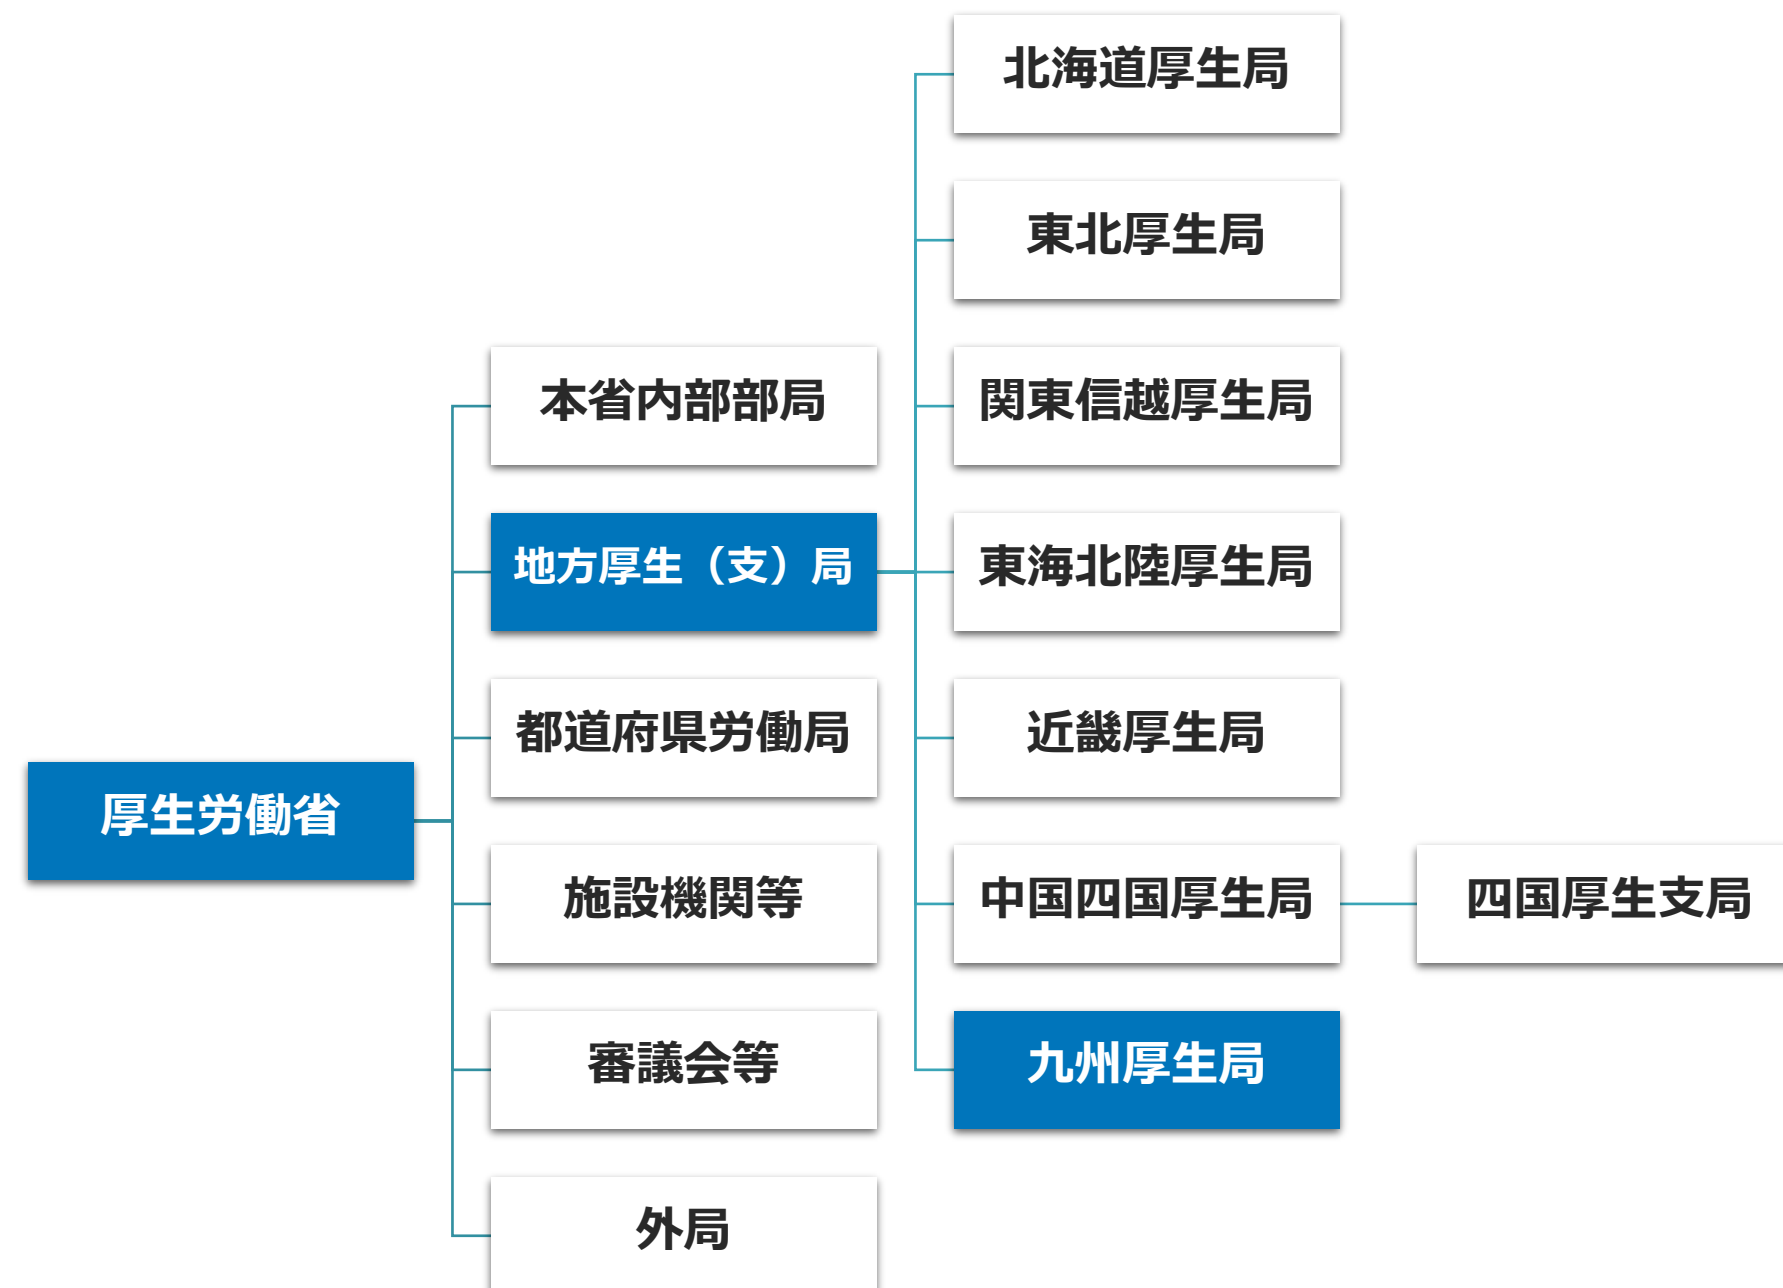 厚生労働省
本省内部部局
地方厚生（支）局
都道府県労働局
施設機関等
審議会等
外局
北海道厚生局
東北厚生局
関東信越厚生局
東海北陸厚生局
近畿厚生局
中国四国厚生局
九州厚生局
四国厚生支局